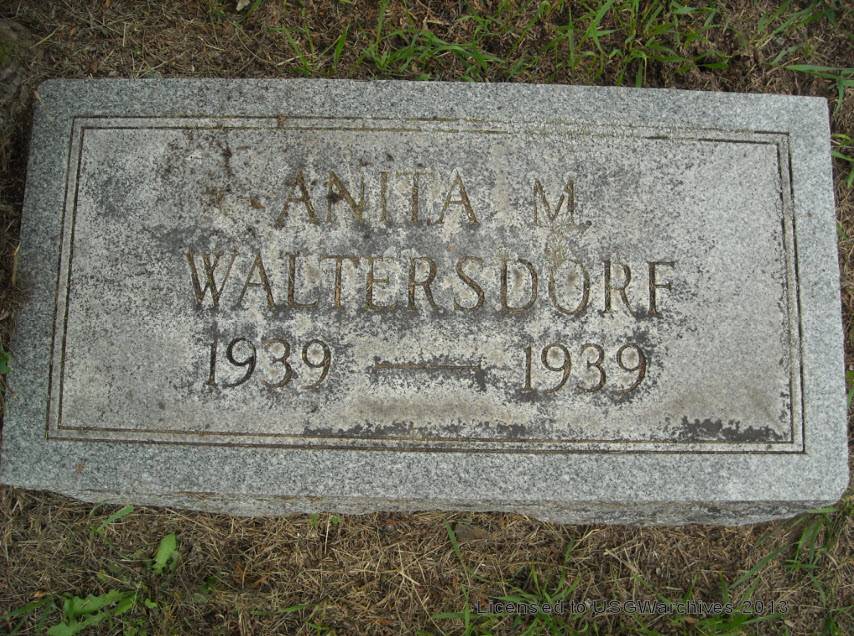 ANITA M
WALTERSDORF
1939 — 1939
Licensed to USGWarchives 2013